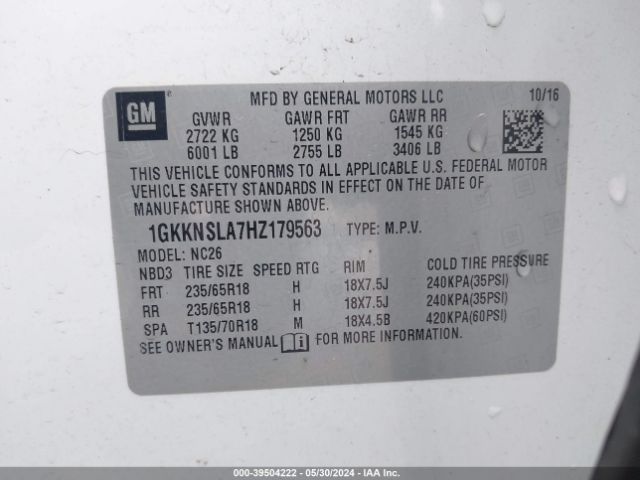 GM
MFD BY GENERAL MOTORS LLC 10/16
GVWR GAWR FRT GAWR RR
2722 KG 1250 KG 1545 KG
6001 LB 2755 LB 3406 LB
THIS VEHICLE CONFORMS TO ALL APPLICABLE U.S. FEDERAL MOTOR
VEHICLE SAFETY STANDARDS IN EFFECT ON THE DATE OF
MANUFACTURE SHOWN ABOVE.
1GKKNSLA7HZ179563 TYPE: M.P.V.
MODEL: NC26
NBD3 TIRE SIZE SPEED RTG RIM COLD TIRE PRESSURE
FRT 235/65R18 H 18X7.5J 240KPA(35PSI)
RR 235/65R18 H 18X7.5J 240KPA(35PSI)
SPA T135/70R18 M 18X4.5B 420KPA(60PSI)
SEE OWNER'S MANUAL FOR MORE INFORMATION.
000-39504222 - 05/30/2024 - IAA Inc.